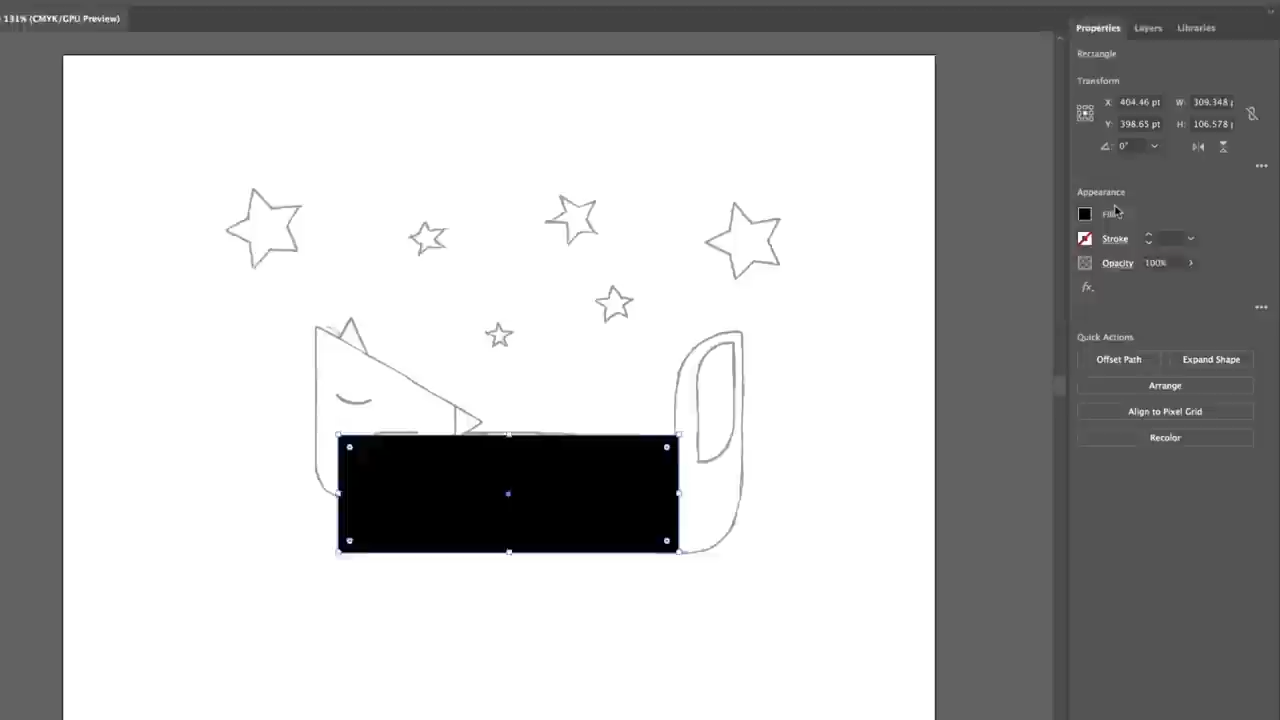 131% (CMYK/GPU Preview)
Properties Layers Libraries
Rectangle
Transform
X: 404.46 pt W: 309.348 p
Y: 398.65 pt H: 106.578 p
0°
Appearance
Fill
Stroke
Opacity 100%
fx.
Quick Actions
Offset Path Expand Shape
Arrange
Align to Pixel Grid
Recolor